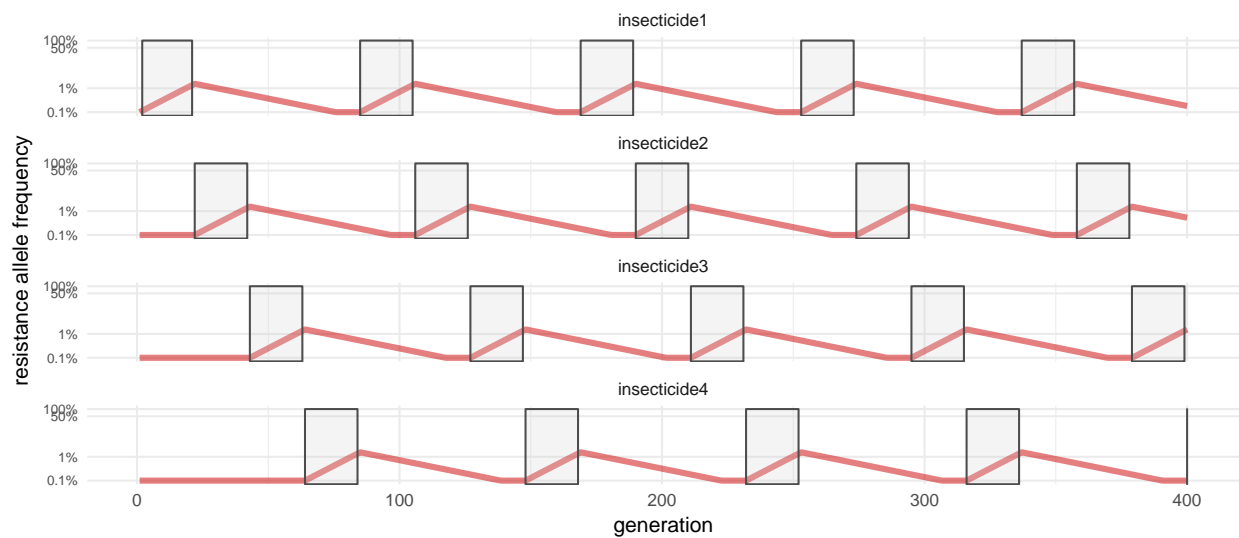 insecticide1
100%
50%
1%
0.1%
insecticide2
100%
50%
1%
0.1%
insecticide3
100%
50%
1%
0.1%
insecticide4
100%
50%
1%
0.1%
0 100 200 300 400
generation
resistance allele frequency